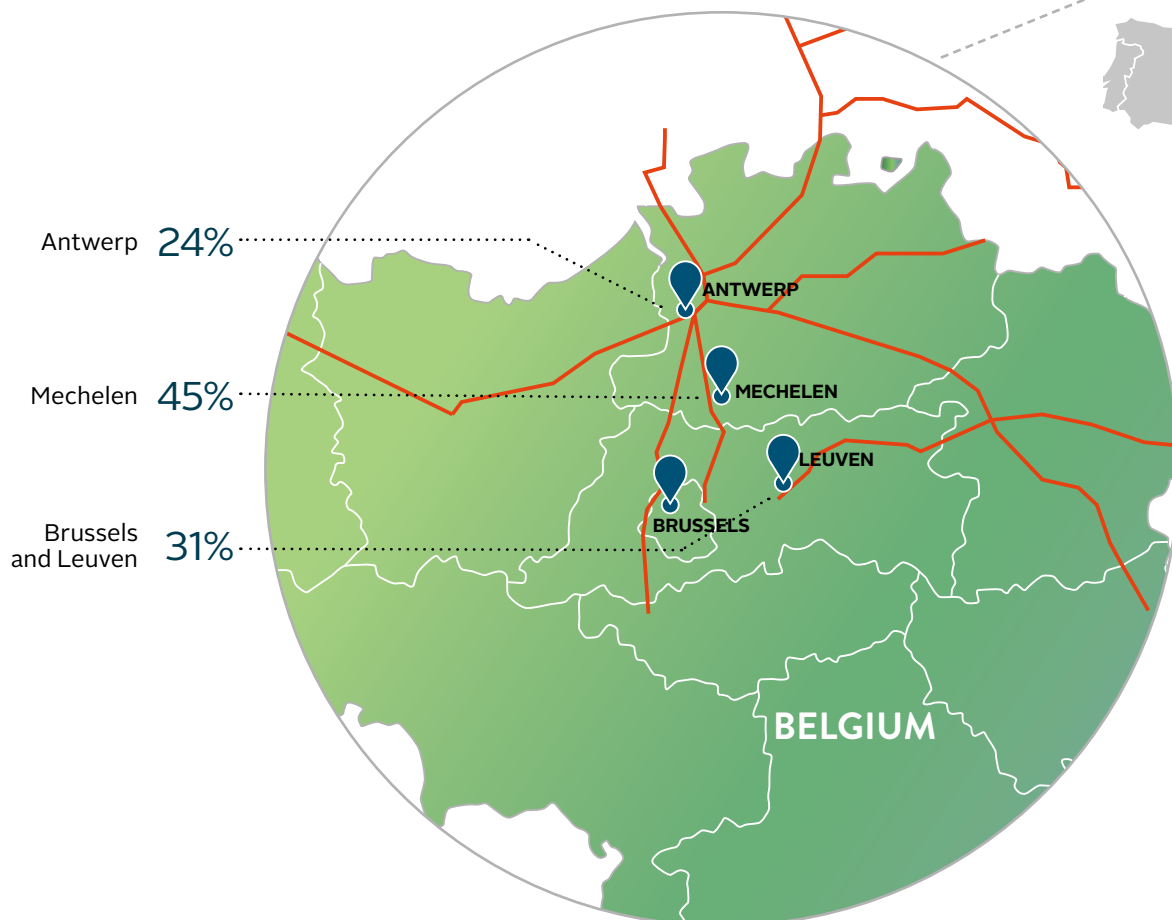 Antwerp 24%
ANTWERP
Mechelen 45%
MECHELEN
LEUVEN
Brussels
and Leuven 31%
BRUSSELS
BELGIUM